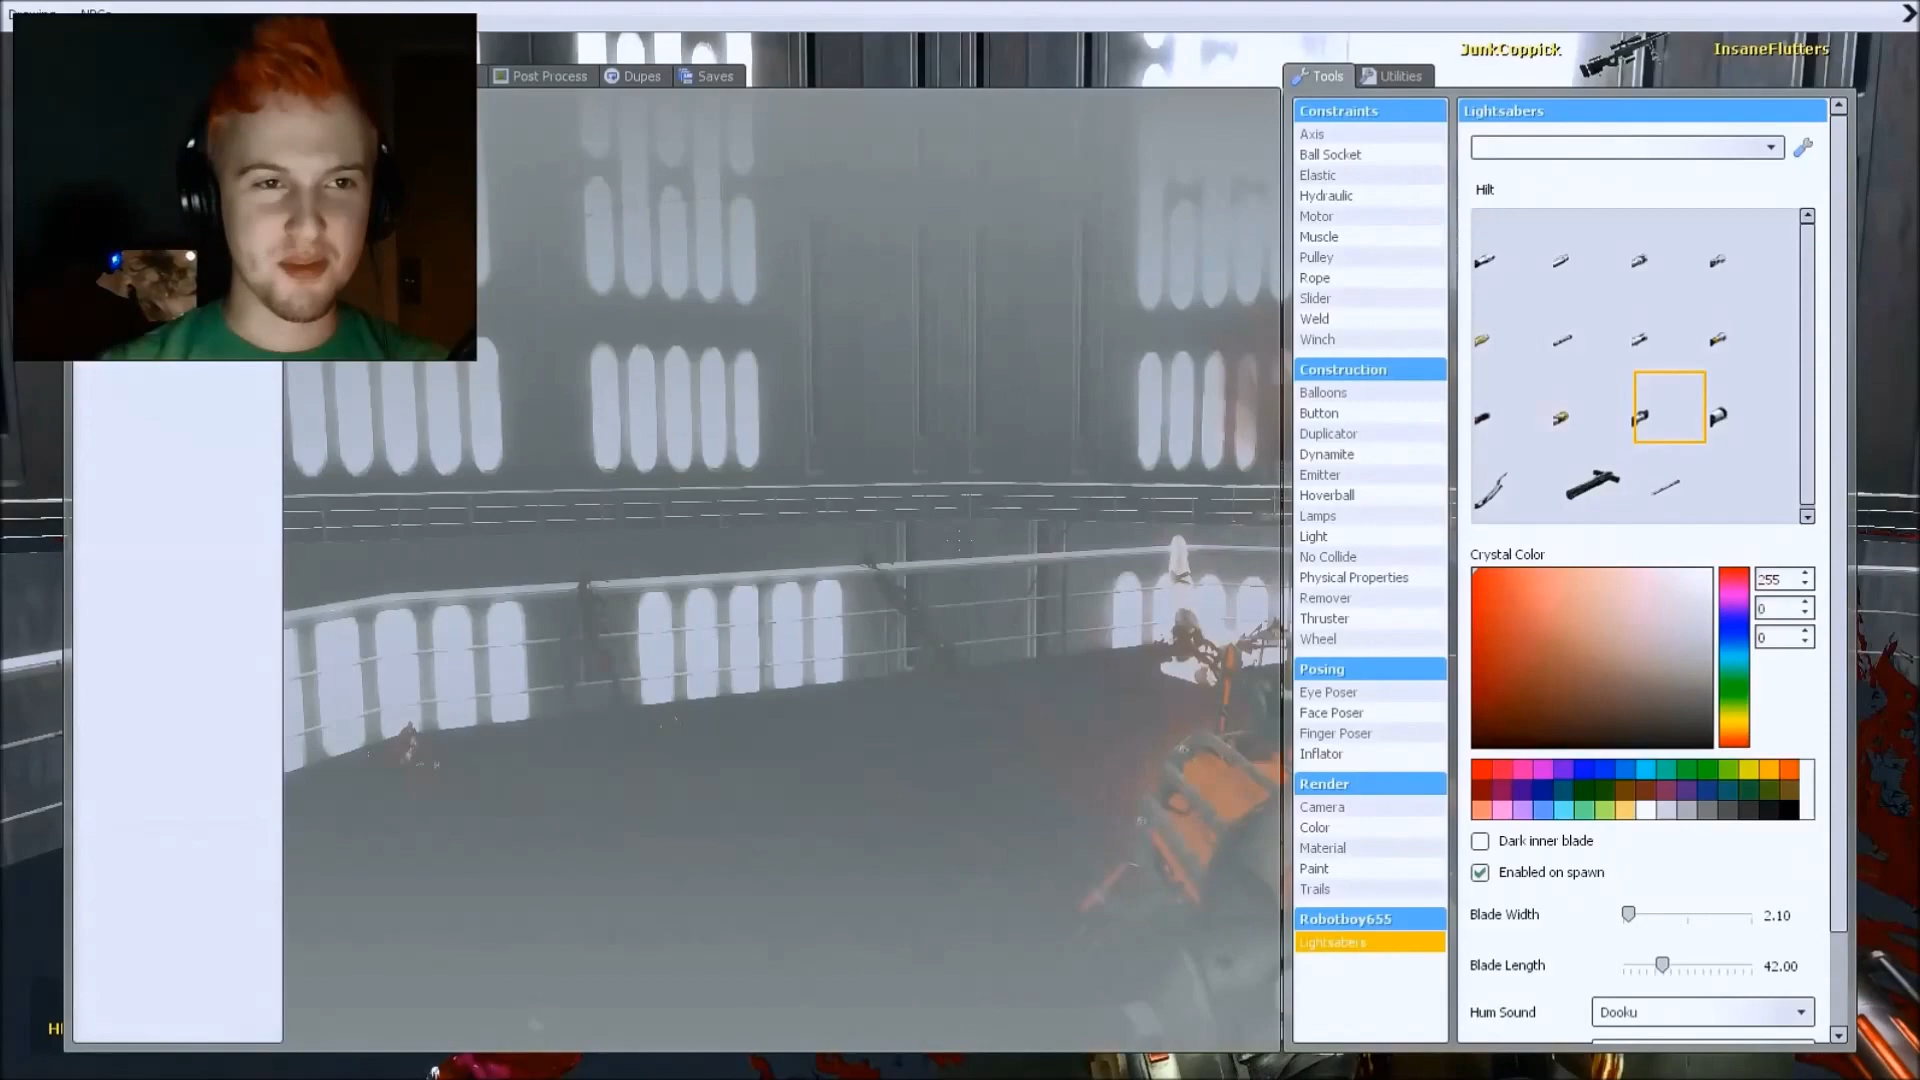 JunkCoppick InsaneFlutters
Post Process Dupes Saves
Tools Utilities
Constraints
Axis
Ball Socket
Elastic
Hydraulic
Motor
Muscle
Pulley
Rope
Slider
Weld
Winch
Construction
Balloons
Button
Duplicator
Dynamite
Emitter
Hoverball
Lamps
Light
No Collide
Physical Properties
Remover
Thruster
Wheel
Posing
Eye Poser
Face Poser
Finger Poser
Inflator
Render
Camera
Color
Material
Paint
Trails
Robotboy655
Lightsabers
Lightsabers
Hilt
Crystal Color
255
0
0
Dark inner blade
Enabled on spawn
Blade Width 2.10
Blade Length 42.00
Hum Sound Dooku